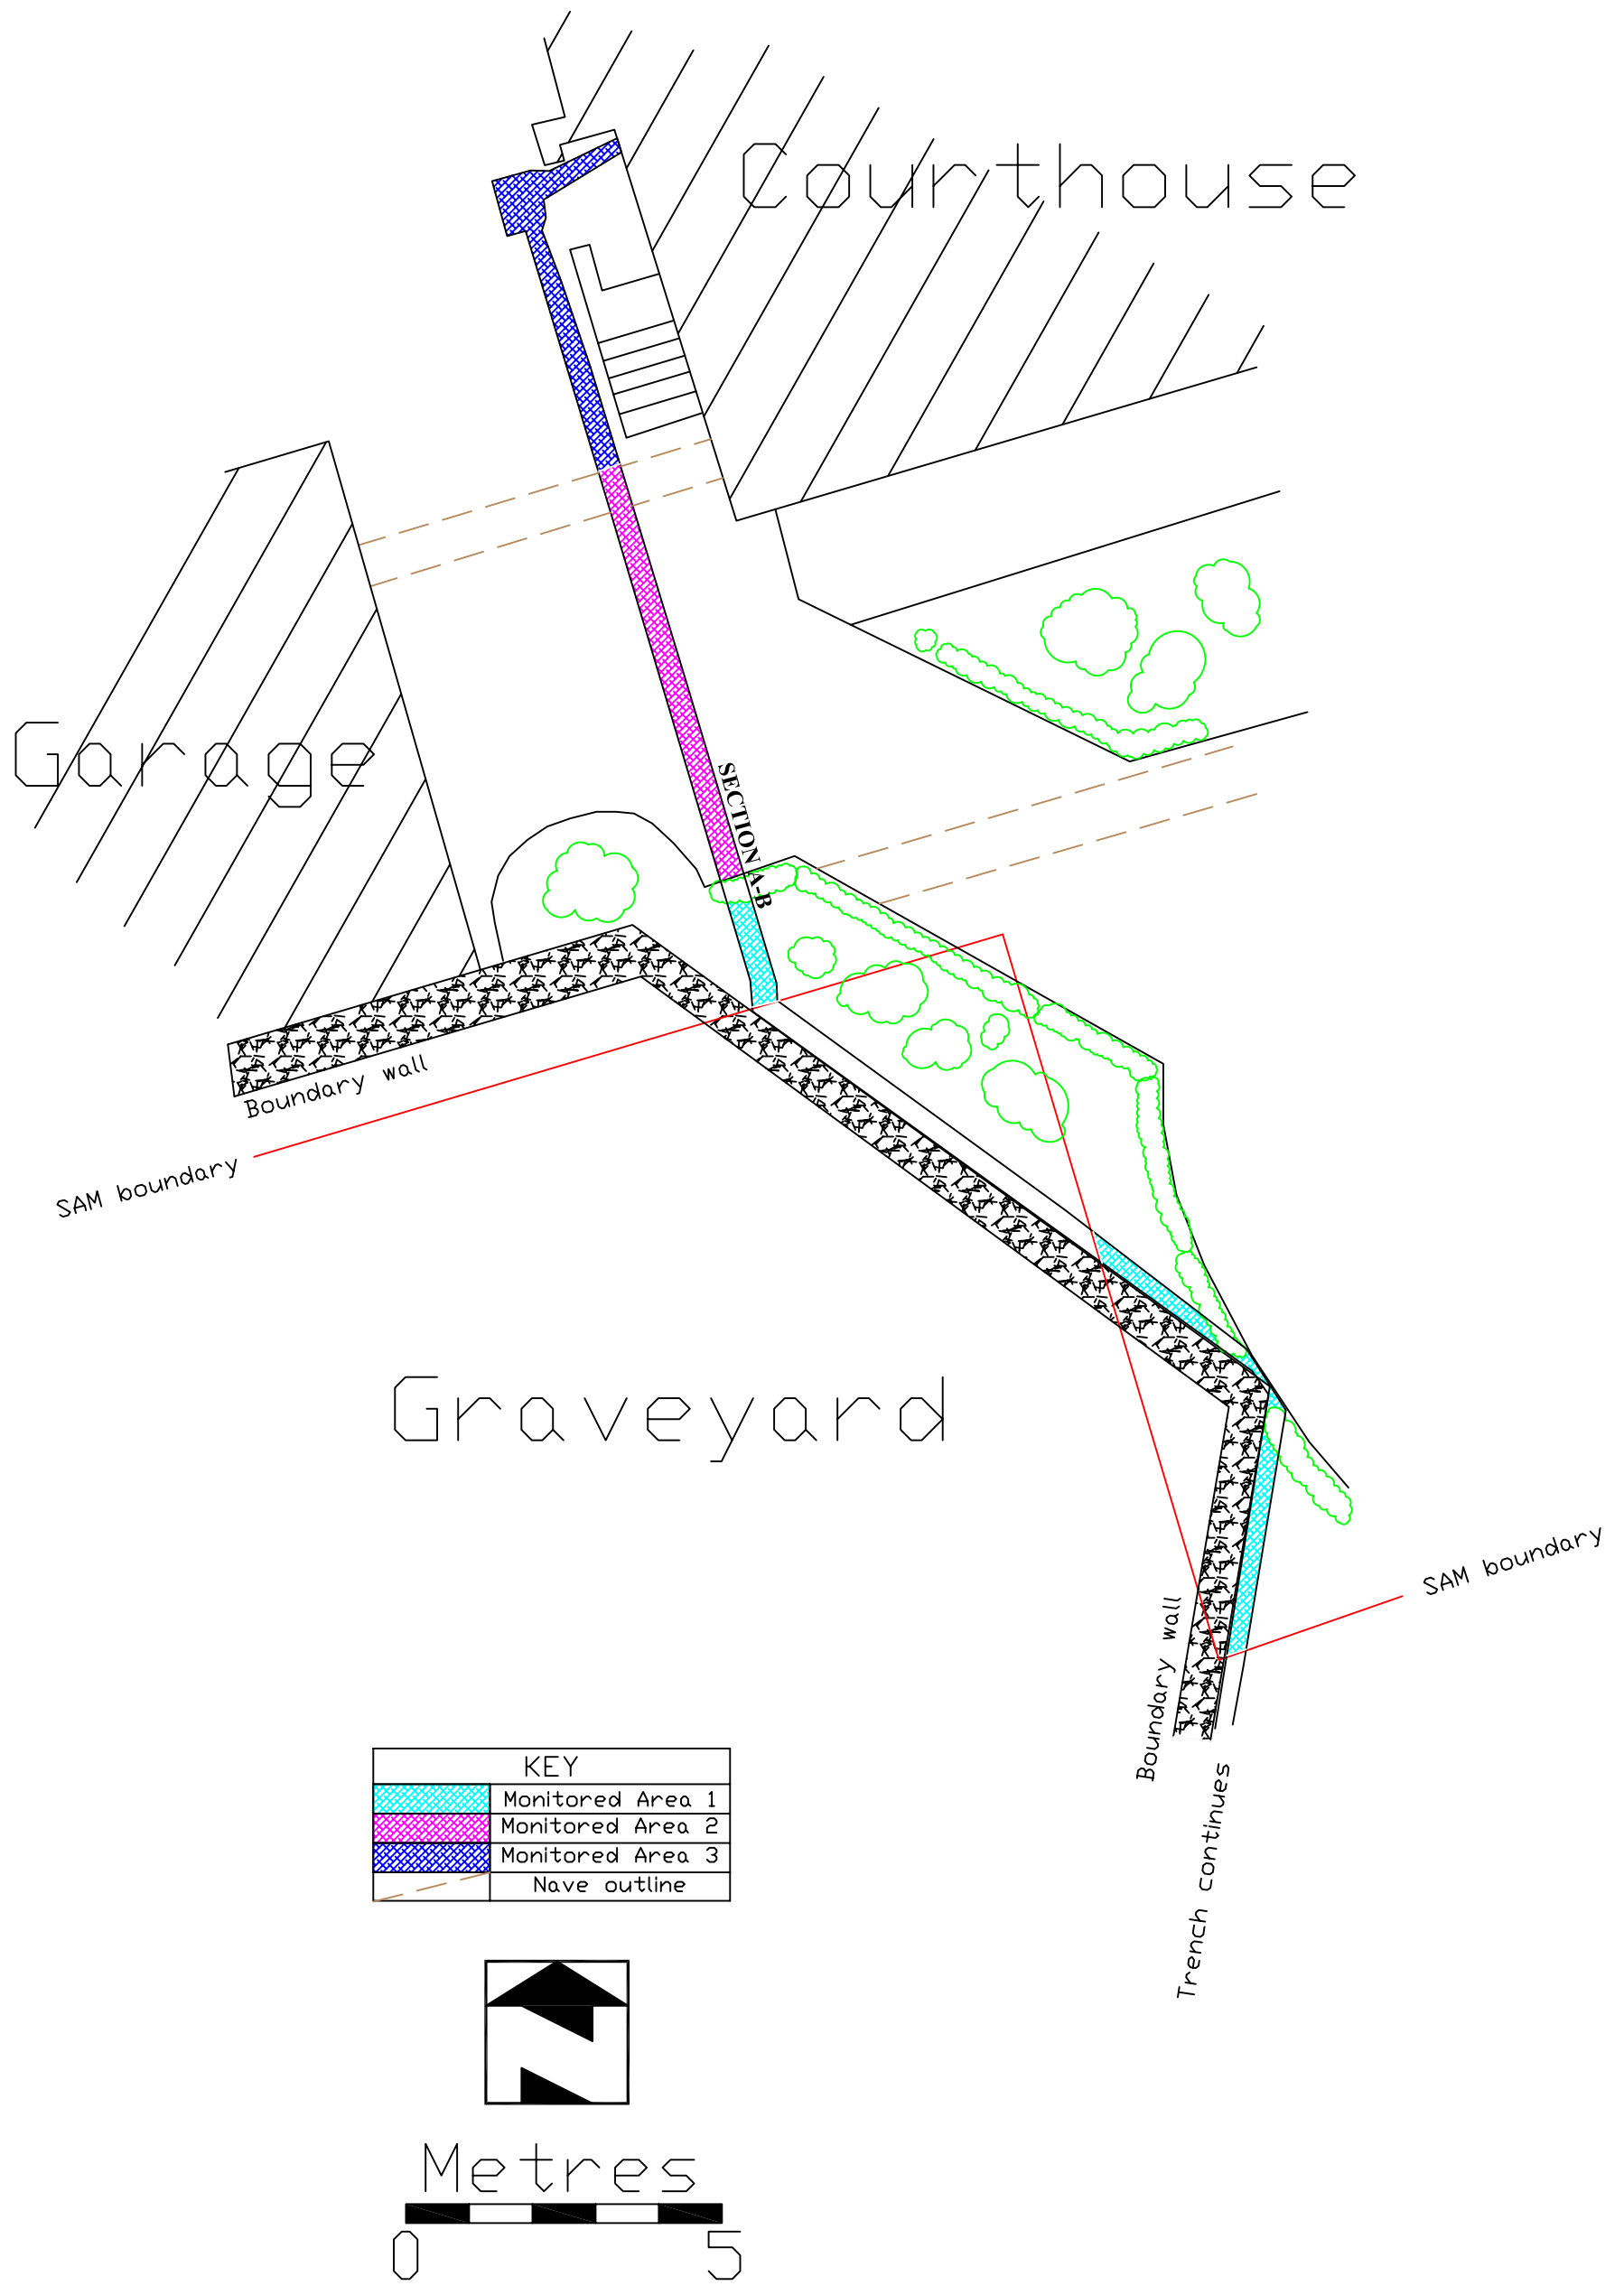 Courthouse
Garage
SECTION A-B
Boundary wall
SAM boundary
Graveyard
SAM boundary
Boundary wall
Trench continues
KEY
Monitored Area 1
Monitored Area 2
Monitored Area 3
Nave outline
Metres
0 5